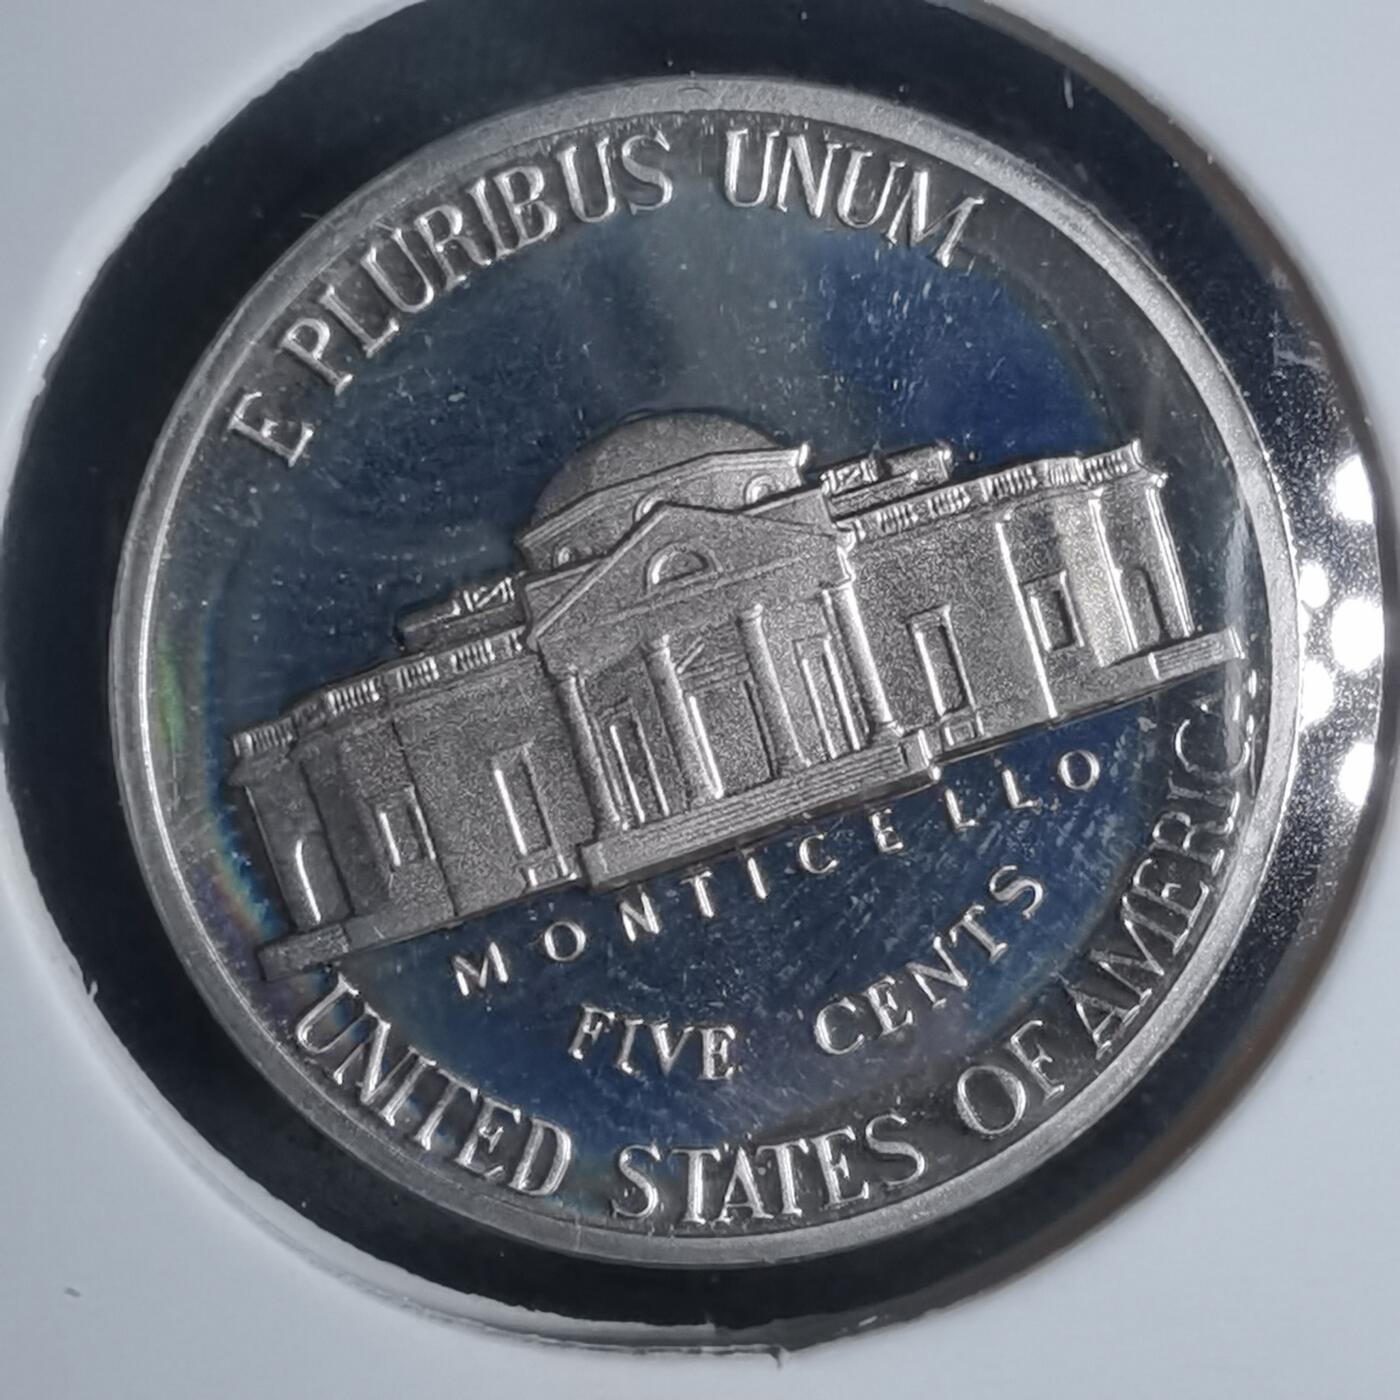 E PLURIBUS UNUM
MONTICELLO
FIVE CENTS
UNITED STATES OF AMERICA